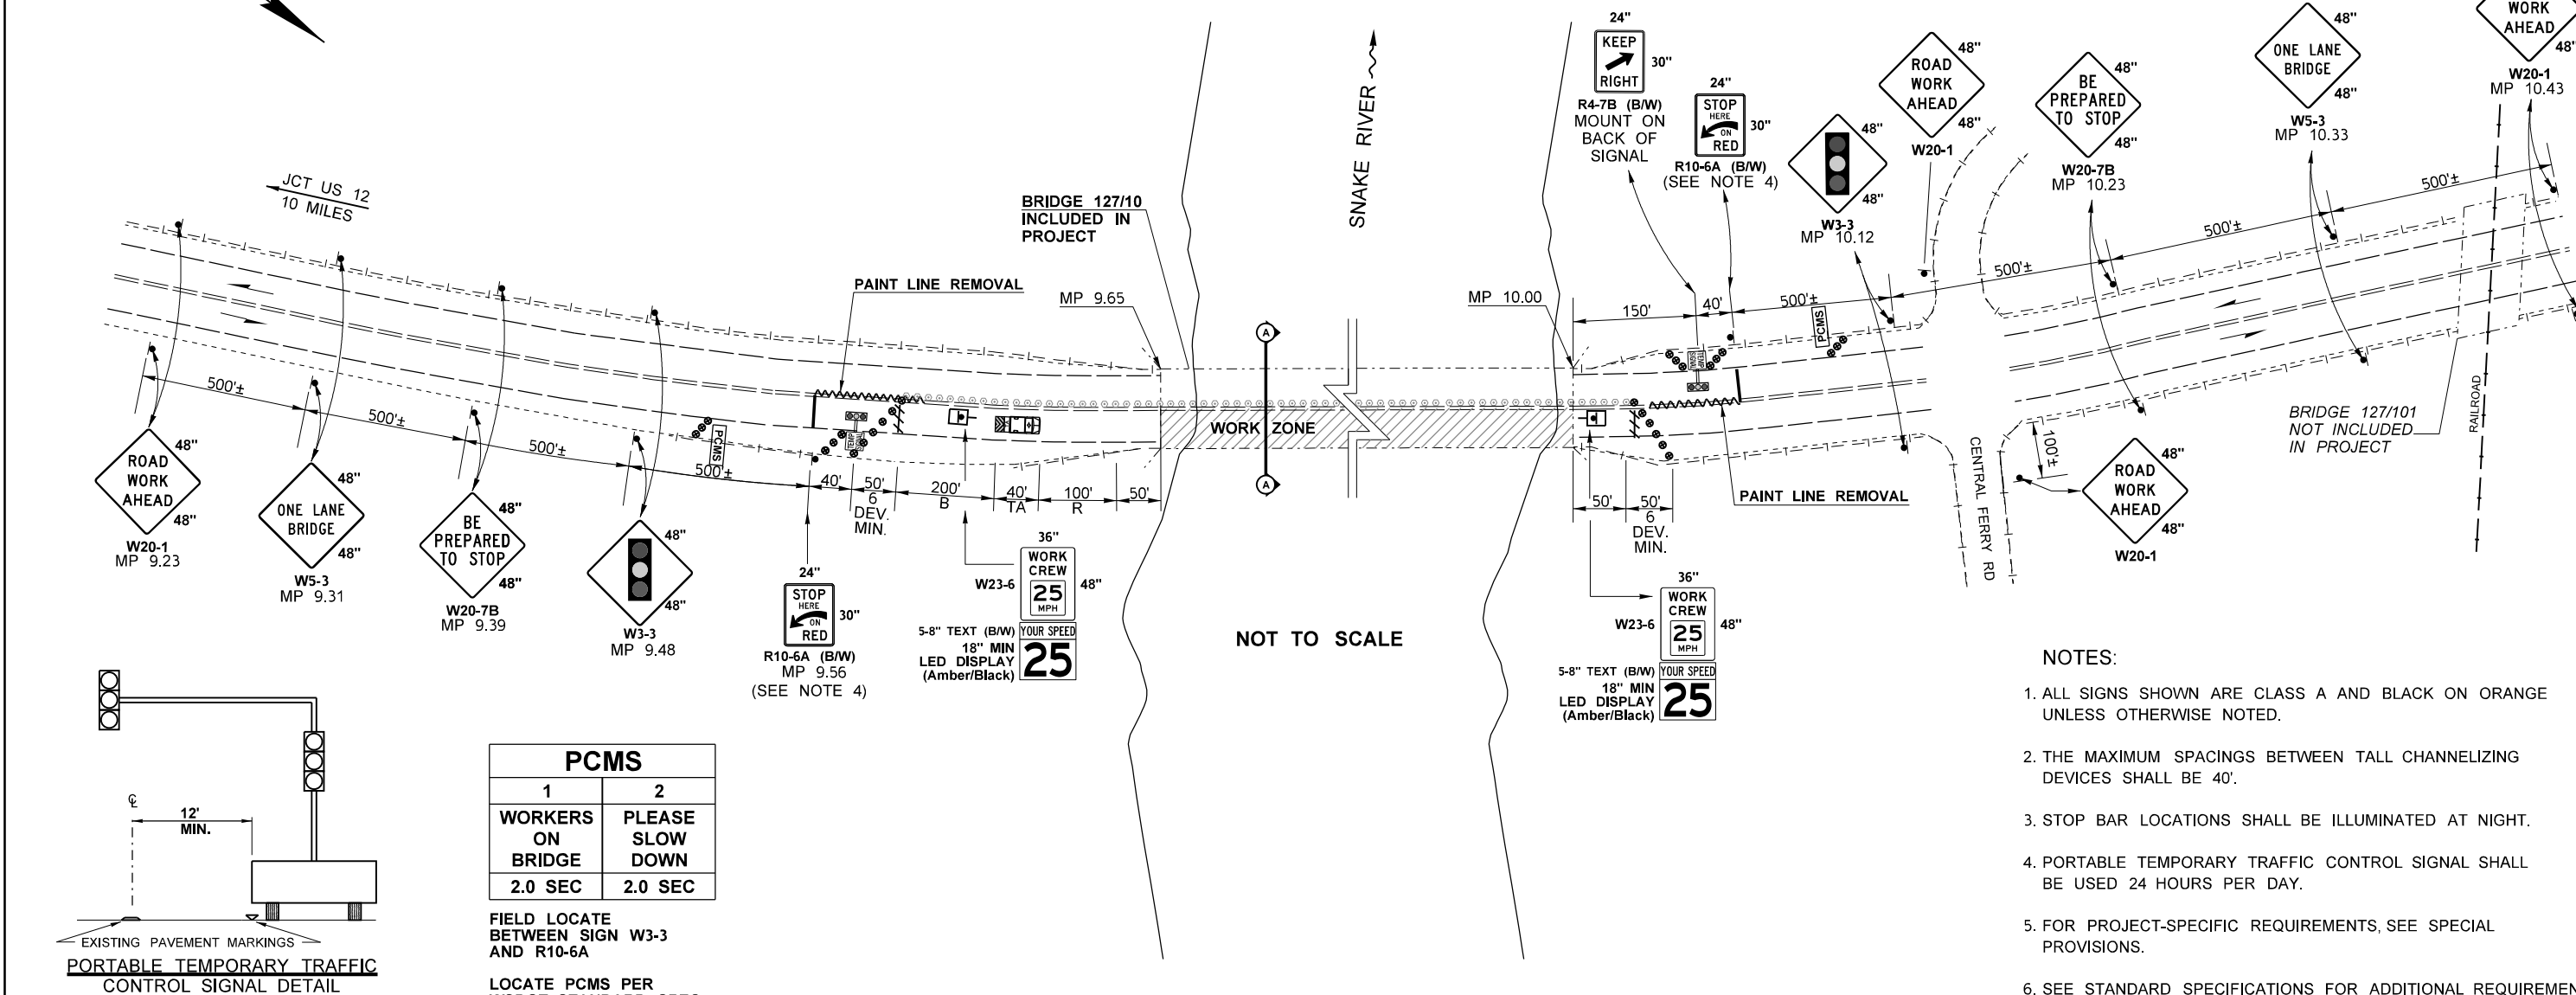 JCT US 12
10 MILES
500'±
500'±
500'±
500'±
ROAD
WORK
AHEAD
48"
48"
W20-1
MP 9.23
ONE LANE
BRIDGE
48"
48"
W5-3
MP 9.31
BE
PREPARED
TO STOP
48"
48"
W20-7B
MP 9.39
48"
48"
W3-3
MP 9.48
PCMS
PAINT LINE REMOVAL
BRIDGE 127/10
INCLUDED IN
PROJECT
MP 9.65
40'
50'
6
DEV.
MIN.
200'
B
40'
TA
100'
R
50'
24"
STOP
HERE
ON
RED
30"
R10-6A (B/W)
MP 9.56
(SEE NOTE 4)
36"
WORK
CREW
25
MPH
W23-6
48"
5-8" TEXT (B/W)
YOUR SPEED
18" MIN
LED DISPLAY
(Amber/Black)
25
SNAKE RIVER
A
WORK ZONE
A
NOT TO SCALE
MP 10.00
24"
KEEP
RIGHT
30"
R4-7B (B/W)
MOUNT ON
BACK OF
SIGNAL
24"
STOP
HERE
ON
RED
30"
R10-6A (B/W)
(SEE NOTE 4)
48"
48"
W3-3
MP 10.12
ROAD
WORK
AHEAD
48"
48"
W20-1
BE
PREPARED
TO STOP
48"
48"
W20-7B
MP 10.23
ONE LANE
BRIDGE
48"
48"
W5-3
MP 10.33
WORK
AHEAD
48"
W20-1
MP 10.43
150'
40'
500'±
500'±
500'±
500'±
TEMP
SIGNAL
PCMS
50'
50'
6
DEV.
MIN.
PAINT LINE REMOVAL
36"
WORK
CREW
25
MPH
W23-6
48"
5-8" TEXT (B/W)
YOUR SPEED
18" MIN
LED DISPLAY
(Amber/Black)
25
CENTRAL FERRY RD
100'±
ROAD
WORK
AHEAD
48"
48"
W20-1
BRIDGE 127/101
NOT INCLUDED
IN PROJECT
RAILROAD
12'
MIN.
EXISTING PAVEMENT MARKINGS
PORTABLE TEMPORARY TRAFFIC
CONTROL SIGNAL DETAIL
PCMS
1 2
WORKERS PLEASE
ON SLOW
BRIDGE DOWN
2.0 SEC 2.0 SEC
FIELD LOCATE
BETWEEN SIGN W3-3
AND R10-6A
LOCATE PCMS PER
NOTES:
1. ALL SIGNS SHOWN ARE CLASS A AND BLACK ON ORANGE
UNLESS OTHERWISE NOTED.
2. THE MAXIMUM SPACINGS BETWEEN TALL CHANNELIZING
DEVICES SHALL BE 40'.
3. STOP BAR LOCATIONS SHALL BE ILLUMINATED AT NIGHT.
4. PORTABLE TEMPORARY TRAFFIC CONTROL SIGNAL SHALL
BE USED 24 HOURS PER DAY.
5. FOR PROJECT-SPECIFIC REQUIREMENTS, SEE SPECIAL
PROVISIONS.
6. SEE STANDARD SPECIFICATIONS FOR ADDITIONAL